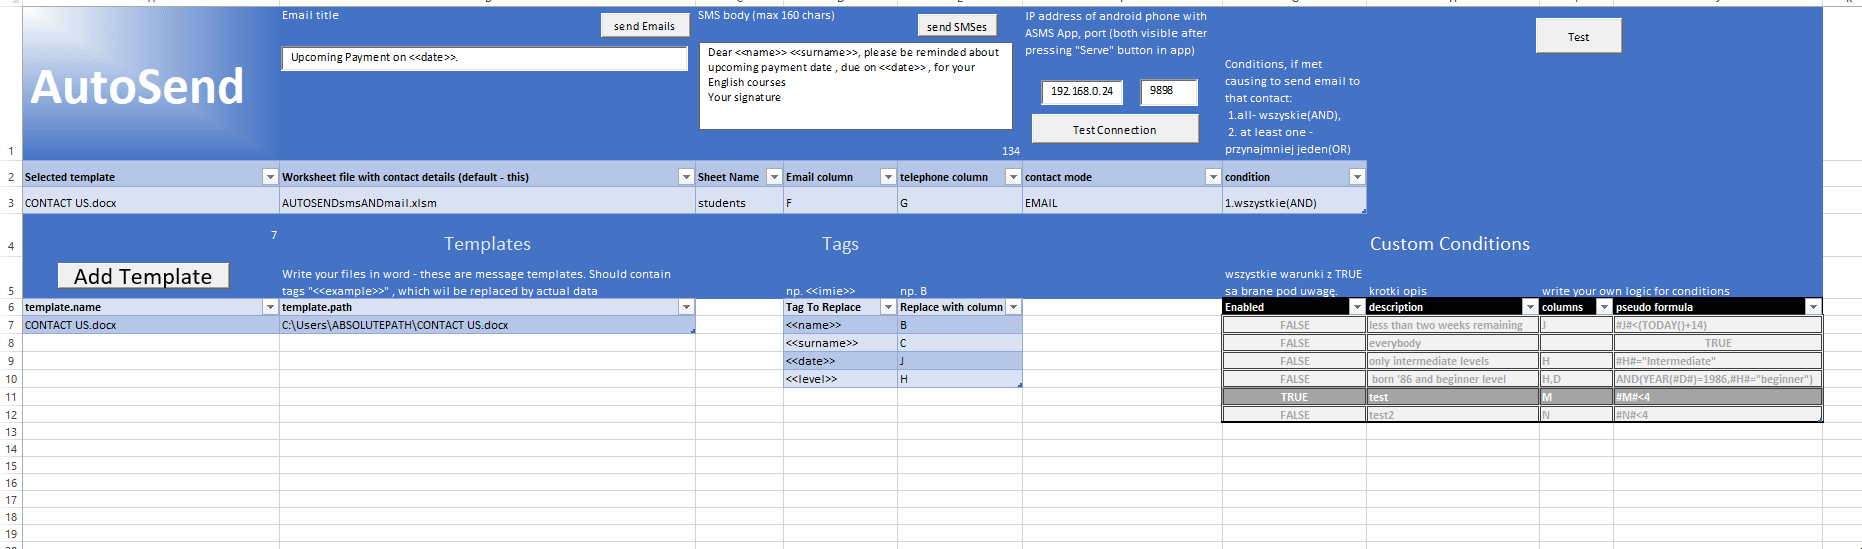 Email title
send Emails
SMS body (max 160 chars)
send SMSes
IP address of android phone with
ASMS App, port (both visible after
pressing "Serve" button in app)
Test
Upcoming Payment on <<date>>.
Dear <<name>> <<surname>>, please be reminded about
upcoming payment date , due on <<date>> , for your
English courses
Your signature
AutoSend
192.168.0.24
9898
Test Connection
Conditions, if met
causing to send email to
that contact:
1.all- wszyskie(AND),
2. at least one -
przynajmniej jeden(OR)
1
134
2 Selected template Worksheet file with contact details (default - this) Sheet Name Email column telephone column contact mode condition
3 CONTACT US.docx AUTOSENDsmsANDmail.xlsm students F G EMAIL 1.wszystkie(AND)
4 7 Templates Tags Custom Conditions
Add Template
Write your files in word - these are message templates. Should contain
tags "<<example>>" , which wil be replaced by actual data
wszystkie warunki z TRUE
5 np. <<imie>> np. B sa brane pod uwagę. krotki opis write your own logic for conditions
6 template.name template.path Tag To Replace Replace with column Enabled description columns pseudo formula
7 CONTACT US.docx C:\Users\ABSOLUTEPATH\CONTACT US.docx <<name>> B FALSE less than two weeks remaining J #J#<(TODAY()+14)
8 <<surname>> C FALSE everybody TRUE
9 <<date>> J FALSE only intermediate levels H #H#="Intermediate"
10 <<level>> H FALSE born '86 and beginner level H,D AND(YEAR(#D#)=1986,#H#="beginner")
11 TRUE test M #M#<4
12 FALSE test2 N #N#<4
13
14
15
16
17
18
19